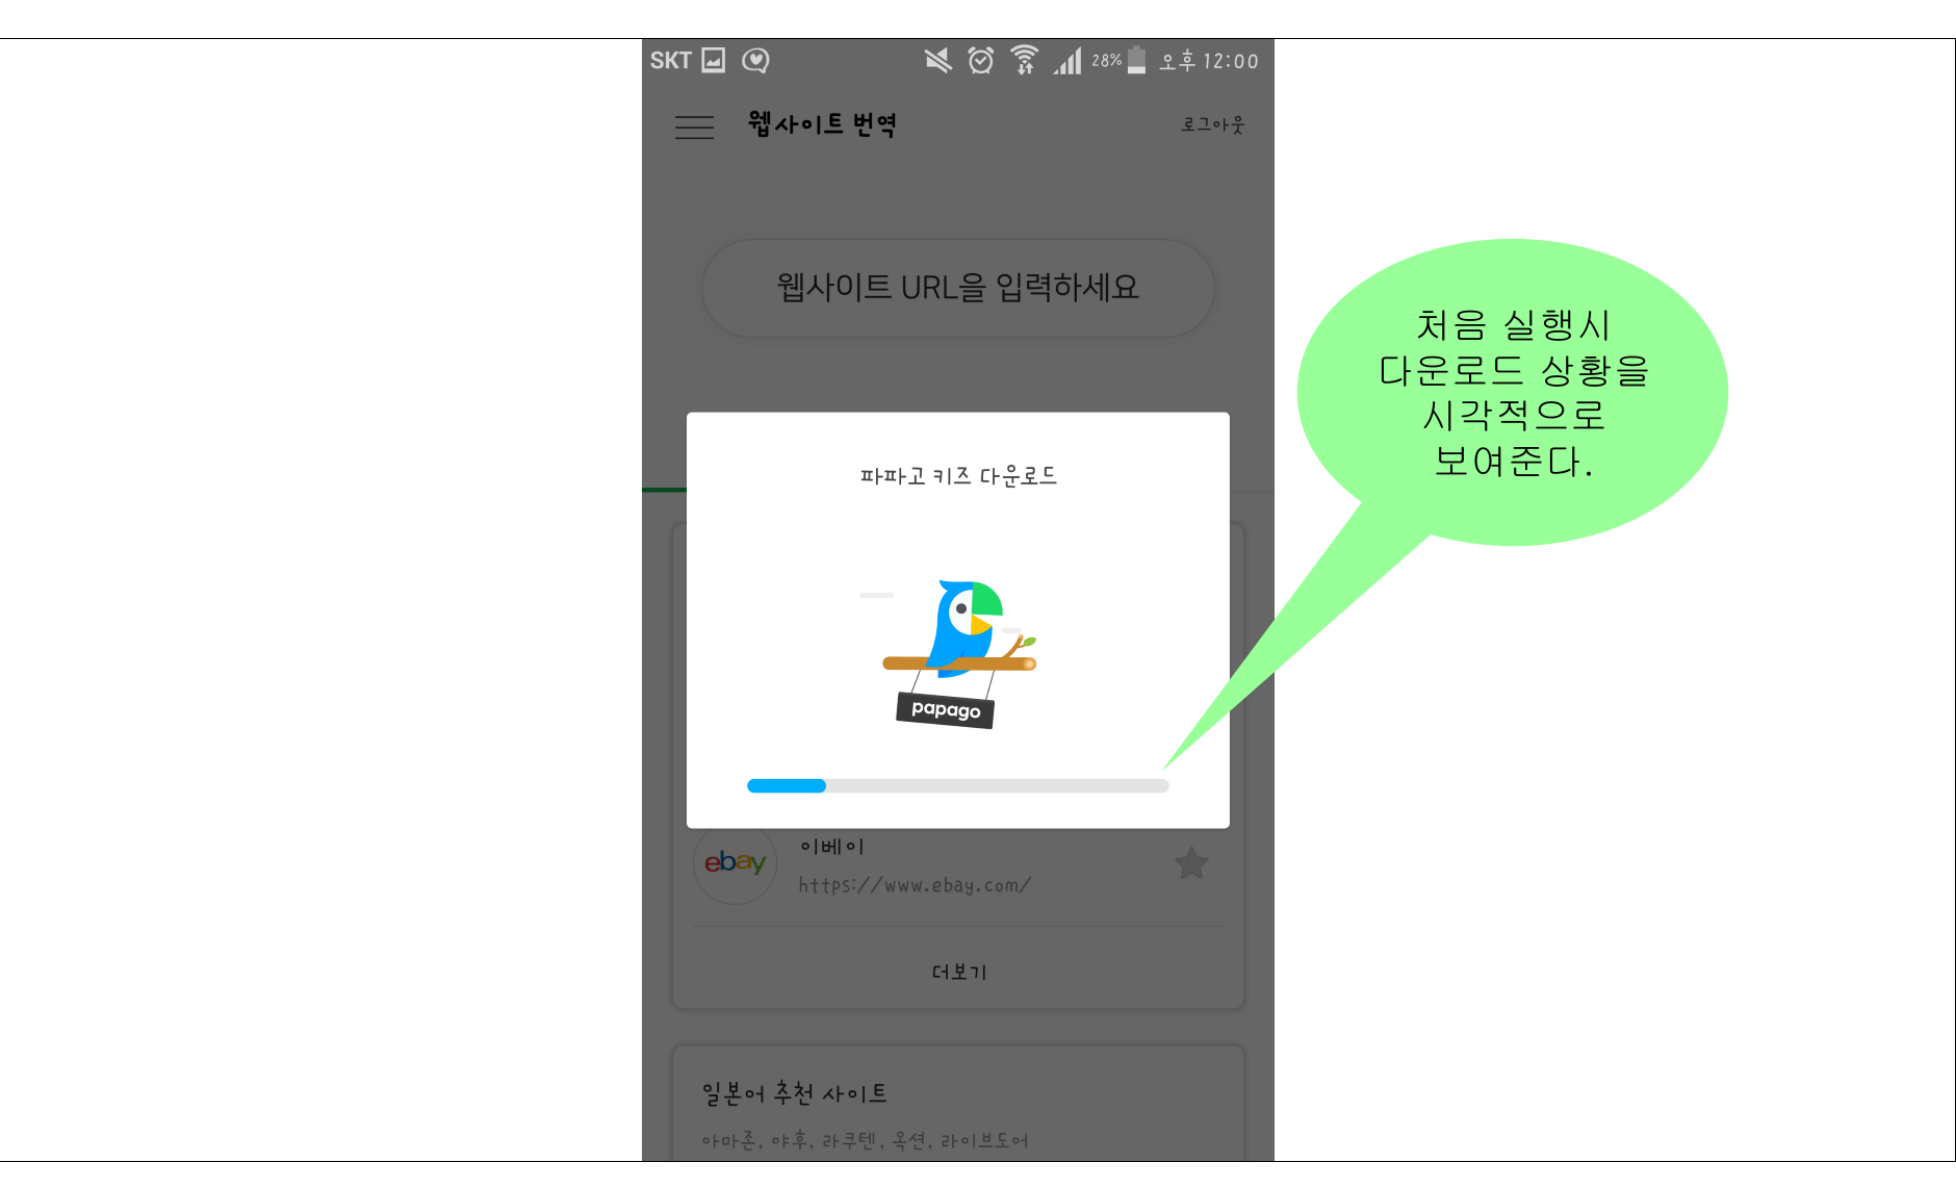 SKT 28% 오후 12:00
웹사이트 번역 로그아웃
웹사이트 URL을 입력하세요
처음 실행시
다운로드 상황을
시각적으로
보여준다.
파파고 키즈 다운로드
papago
ebay 이베이
https://www.ebay.com/
더보기
일본어 추천 사이트
아마존, 야후, 라쿠텐, 옥션, 라이브도어